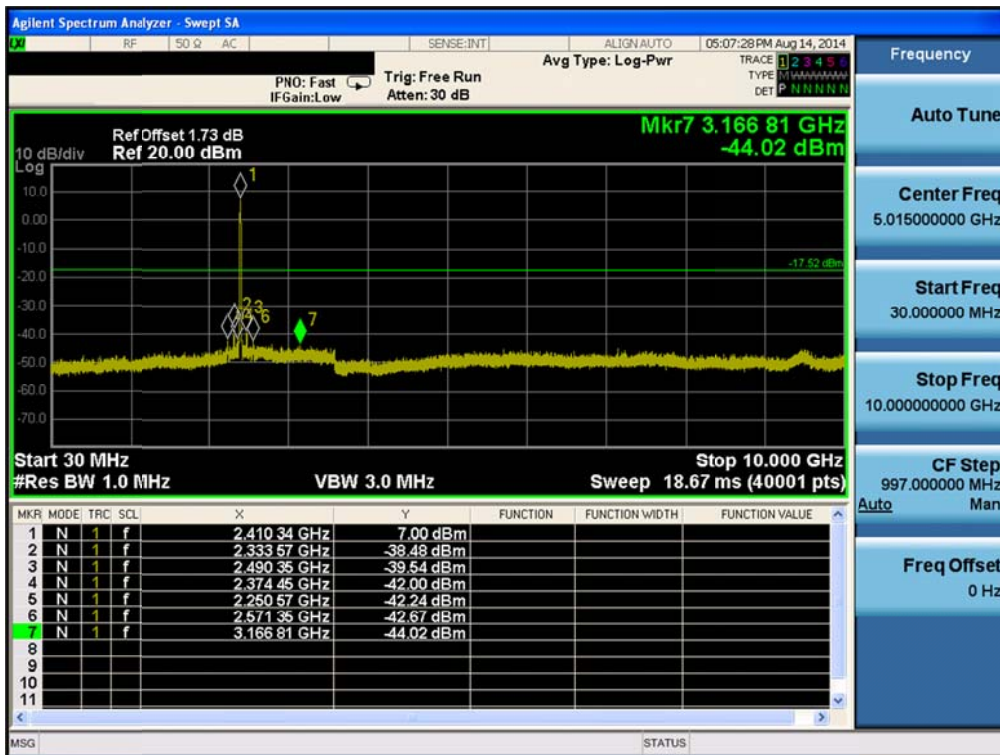 Agilent Spectrum Analyzer - Swept SA
LXI RF 50 Ω AC SENSE:INT ALIGN AUTO 05:07:28 PM Aug 14, 2014
Frequency
Avg Type: Log-Pwr
TRACE 1 2 3 4 5 6
PNO: Fast Trig: Free Run
TYPE M WWWWW
IFGain:Low Atten: 30 dB
DET P N N N N N
Auto Tune
Mkr7 3.166 81 GHz
Ref Offset 1.73 dB
-44.02 dBm
10 dB/div Ref 20.00 dBm
Log
10.0
0.00
-10.0
-20.0
-30.0
-40.0
-50.0
-60.0
-70.0
1
-17.52 dBm
2
3
6
7
Center Freq
5.015000000 GHz
Start Freq
30.000000 MHz
Stop Freq
10.000000000 GHz
Start 30 MHz Stop 10.000 GHz
#Res BW 1.0 MHz VBW 3.0 MHz Sweep 18.67 ms (40001 pts)
CF Step
997.000000 MHz
Auto Man
MKR MODE TRC SCL X Y FUNCTION FUNCTION WIDTH FUNCTION VALUE
1 N 1 f 2.410 34 GHz 7.00 dBm
2 N 1 f 2.333 57 GHz -38.48 dBm
3 N 1 f 2.490 35 GHz -39.54 dBm
4 N 1 f 2.374 45 GHz -42.00 dBm
5 N 1 f 2.250 57 GHz -42.24 dBm
6 N 1 f 2.571 35 GHz -42.67 dBm
7 N 1 f 3.166 81 GHz -44.02 dBm
8
9
10
11
Freq Offset
0 Hz
MSG STATUS